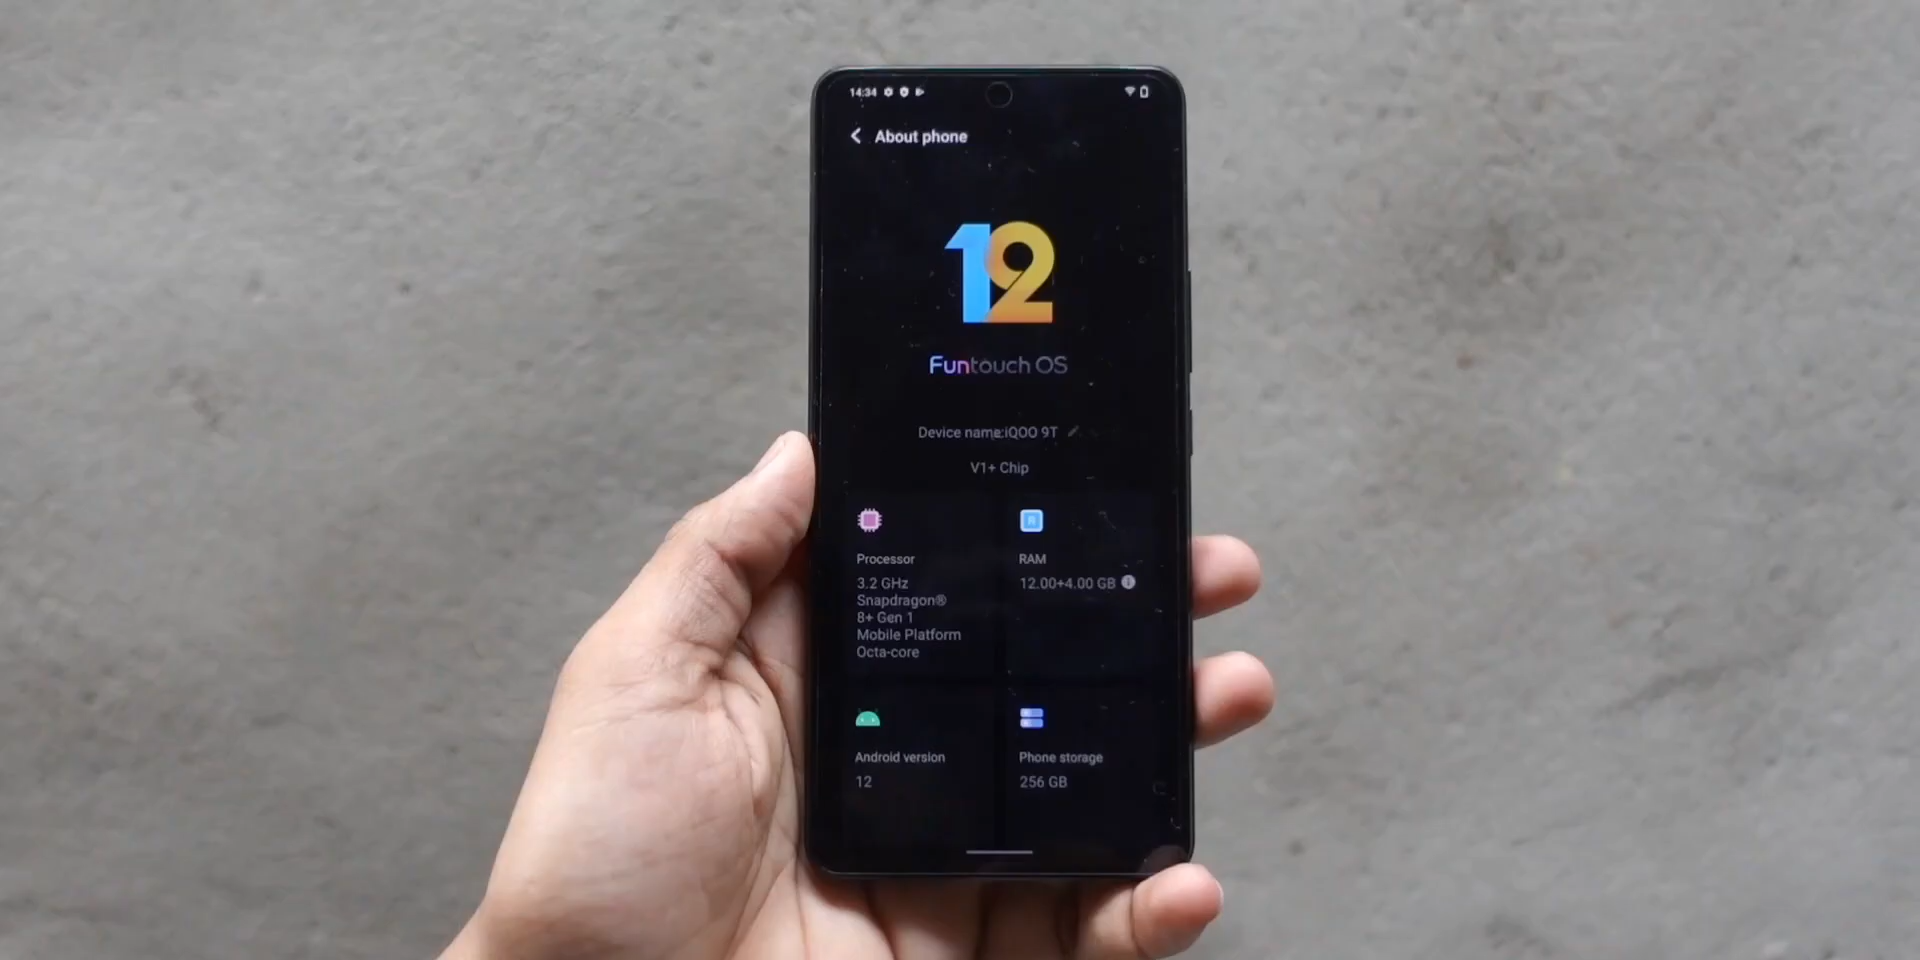 14:34
About phone
12
Funtouch OS
Device name:iQOO 9T
V1+ Chip
Processor
3.2 GHz
Snapdragon®
8+ Gen 1
Mobile Platform
Octa-core
RAM
12.00+4.00 GB
Android version
12
Phone storage
256 GB